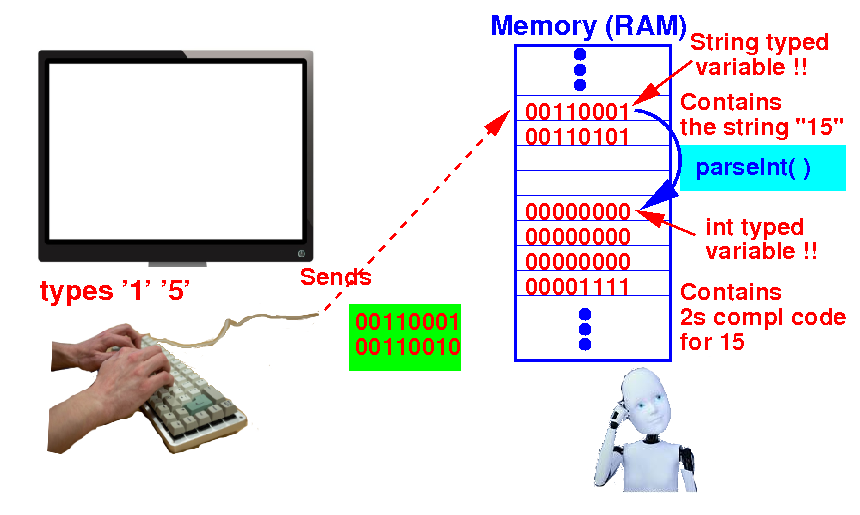 Memory (RAM)
String typed
variable !!
00110001
00110101
Contains
the string "15"
parseInt( )
00000000
00000000
00000000
00001111
int typed
variable !!
Contains
2s compl code
for 15
types ’1’ ’5’
Sends
00110001
00110010